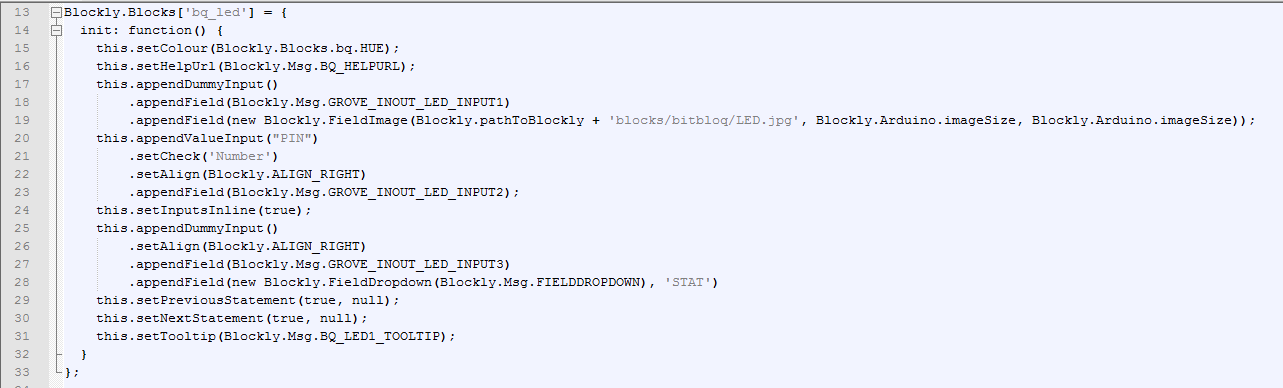 13 Blockly.Blocks['bq_led'] = {
14   init: function() {
15     this.setColour(Blockly.Blocks.bq.HUE);
16     this.setHelpUrl(Blockly.Msg.BQ_HELPURL);
17     this.appendDummyInput()
18         .appendField(Blockly.Msg.GROVE_INOUT_LED_INPUT1)
19         .appendField(new Blockly.FieldImage(Blockly.pathToBlockly + 'blocks/bitbloq/LED.jpg', Blockly.Arduino.imageSize, Blockly.Arduino.imageSize));
20     this.appendValueInput("PIN")
21         .setCheck('Number')
22         .setAlign(Blockly.ALIGN_RIGHT)
23         .appendField(Blockly.Msg.GROVE_INOUT_LED_INPUT2);
24     this.setInputsInline(true);
25     this.appendDummyInput()
26         .setAlign(Blockly.ALIGN_RIGHT)
27         .appendField(Blockly.Msg.GROVE_INOUT_LED_INPUT3)
28         .appendField(new Blockly.FieldDropdown(Blockly.Msg.FIELDDROPDOWN), 'STAT')
29     this.setPreviousStatement(true, null);
30     this.setNextStatement(true, null);
31     this.setTooltip(Blockly.Msg.BQ_LED1_TOOLTIP);
32   }
33 };